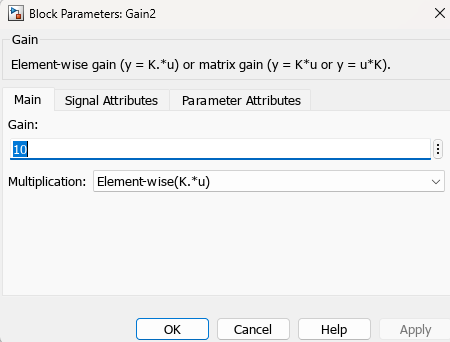 Block Parameters: Gain2
Gain
Element-wise gain (y = K.*u) or matrix gain (y = K*u or y = u*K).
Main Signal Attributes Parameter Attributes
Gain:
10
Multiplication: Element-wise(K.*u)
OK Cancel Help Apply